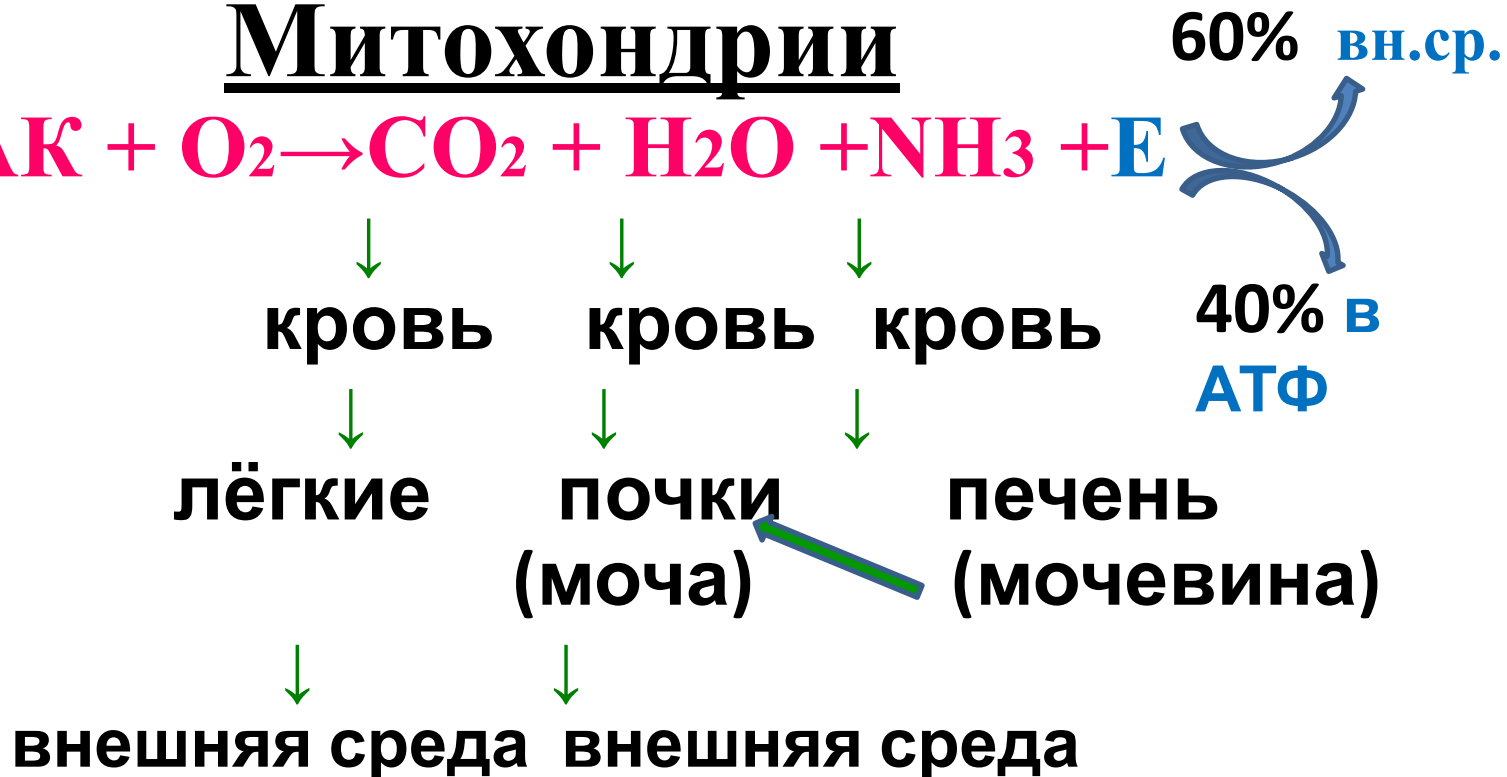 Митохондрии
60% вн.ср.
АК + O2→CO2 + H2O +NH3 +E
↓ ↓ ↓
кровь кровь кровь
40% в
АТФ
↓ ↓ ↓
лёгкие почки печень
(моча) (мочевина)
↓ ↓
внешняя среда внешняя среда